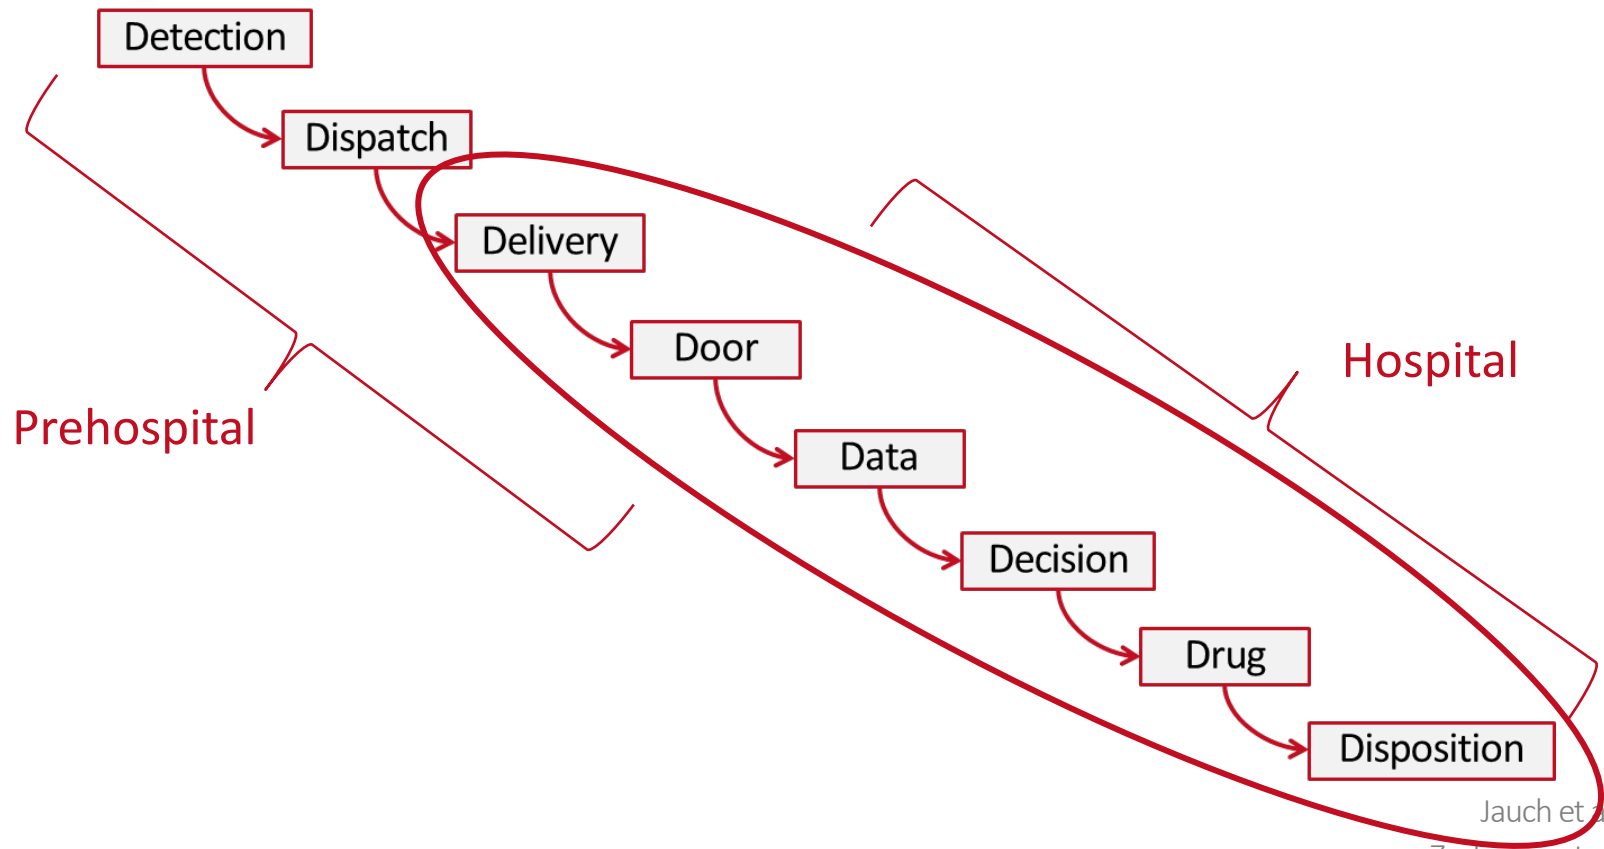 Detection
Dispatch
Delivery
Door
Hospital
Prehospital
Data
Decision
Drug
Disposition
Jauch et